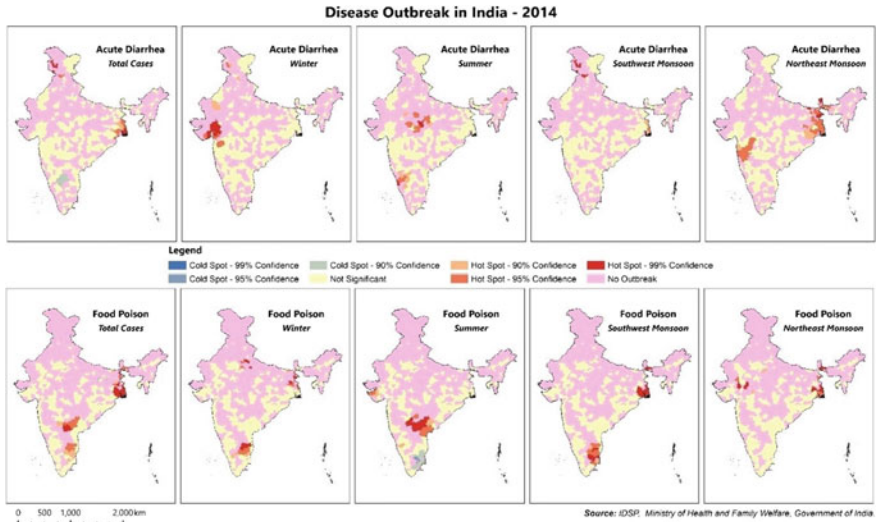 Disease Outbreak in India - 2014
Acute Diarrhea
Total Cases
Acute Diarrhea
Winter
Acute Diarrhea
Summer
Acute Diarrhea
Southwest Monsoon
Acute Diarrhea
Northeast Monsoon
Legend
Cold Spot - 99% Confidence
Cold Spot - 90% Confidence
Hot Spot - 90% Confidence
Hot Spot - 99% Confidence
Cold Spot - 95% Confidence
Not Significant
Hot Spot - 95% Confidence
No Outbreak
Food Poison
Total Cases
Food Poison
Winter
Food Poison
Summer
Food Poison
Southwest Monsoon
Food Poison
Northeast Monsoon
0 500 1,000 2,000 km
Source: IDSP, Ministry of Health and Family Welfare, Government of India.